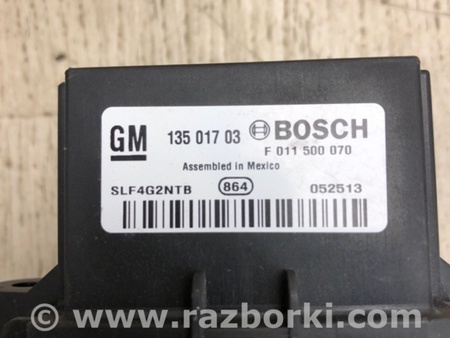 GM 135 017 03 BOSCH
F 011 500 070
Assembled in Mexico
SLF4G2NTB 864 052513
© www.razborki.com